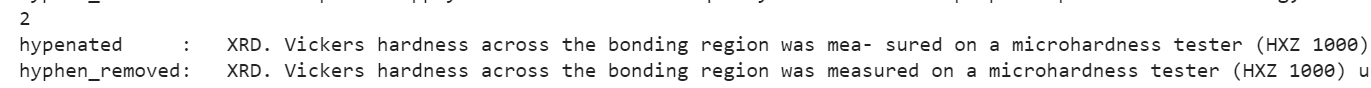 2
hypenated     :   XRD. Vickers hardness across the bonding region was mea- sured on a microhardness tester (HXZ 1000)
hyphen_removed:   XRD. Vickers hardness across the bonding region was measured on a microhardness tester (HXZ 1000) u